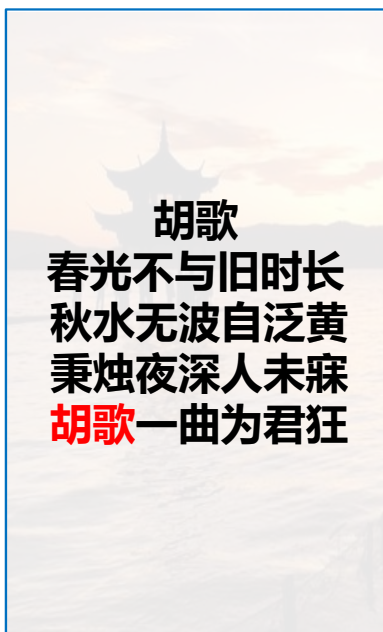 胡歌
春光不与旧时长
秋水无波自泛黄
秉烛夜深人未寐
胡歌一曲为君狂